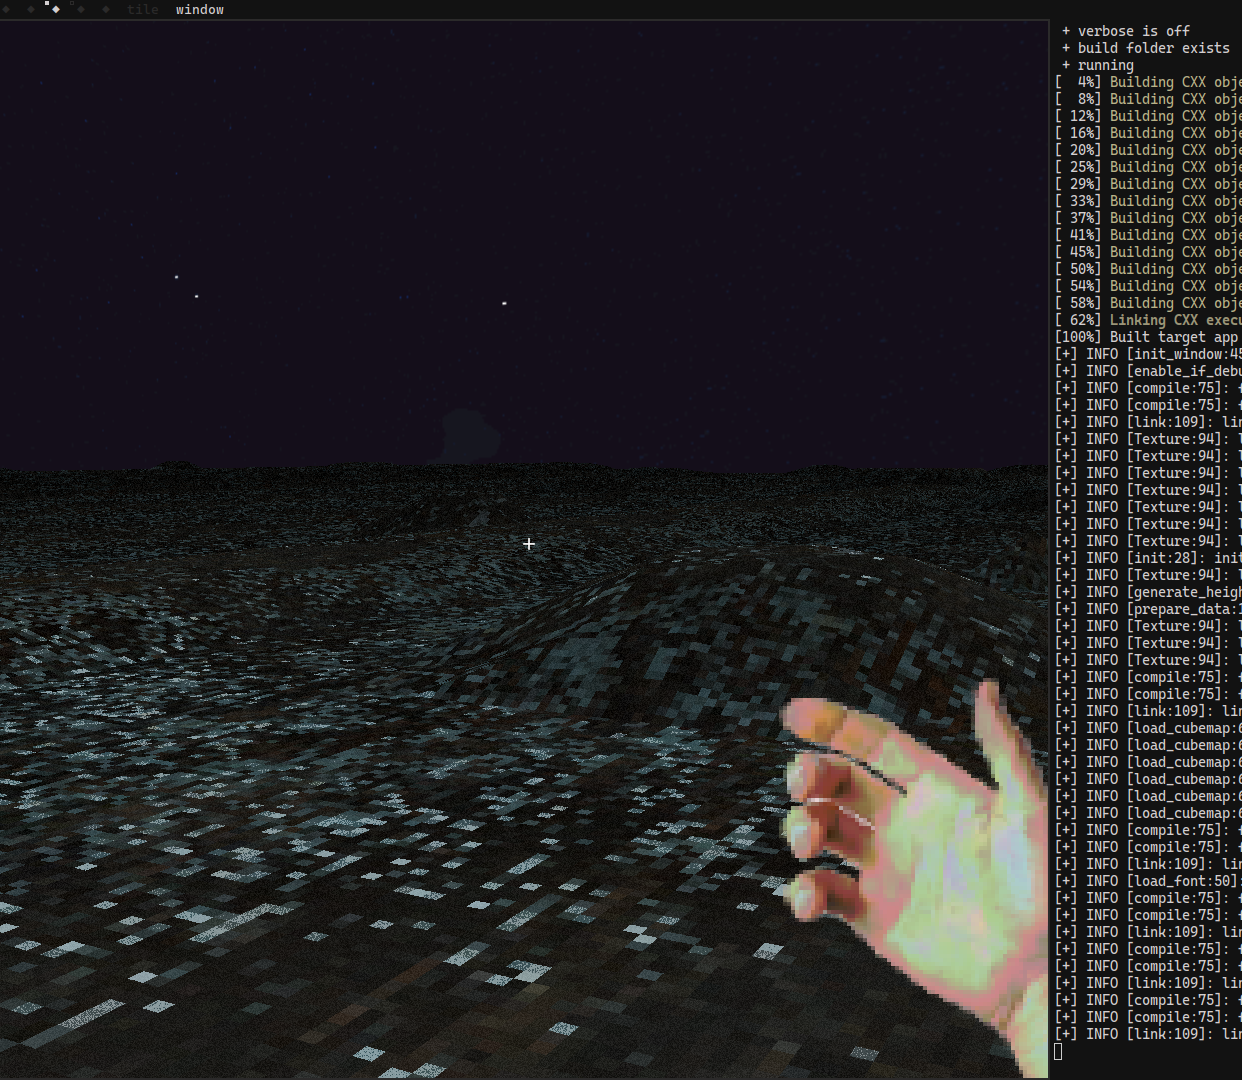 tile window
+ verbose is off
+ build folder exists
+ running
[ 4%] Building CXX obje
[ 8%] Building CXX obje
[ 12%] Building CXX obje
[ 16%] Building CXX obje
[ 20%] Building CXX obje
[ 25%] Building CXX obje
[ 29%] Building CXX obje
[ 33%] Building CXX obje
[ 37%] Building CXX obje
[ 41%] Building CXX obje
[ 45%] Building CXX obje
[ 50%] Building CXX obje
[ 54%] Building CXX obje
[ 58%] Building CXX obje
[ 62%] Linking CXX execu
[100%] Built target app
[+] INFO [init_window:45
[+] INFO [enable_if_debu
[+] INFO [compile:75]:
[+] INFO [compile:75]:
[+] INFO [link:109]: lin
[+] INFO [Texture:94]: l
[+] INFO [Texture:94]: l
[+] INFO [Texture:94]: l
[+] INFO [Texture:94]: l
[+] INFO [Texture:94]: l
[+] INFO [Texture:94]: l
[+] INFO [Texture:94]: l
[+] INFO [init:28]: init
[+] INFO [Texture:94]: l
[+] INFO [generate_heigh
[+] INFO [prepare_data:1
[+] INFO [Texture:94]: l
[+] INFO [Texture:94]: l
[+] INFO [Texture:94]: l
[+] INFO [compile:75]:
[+] INFO [compile:75]:
[+] INFO [link:109]: lin
[+] INFO [load_cubemap:6
[+] INFO [load_cubemap:6
[+] INFO [load_cubemap:6
[+] INFO [load_cubemap:6
[+] INFO [load_cubemap:6
[+] INFO [load_cubemap:6
[+] INFO [compile:75]:
[+] INFO [compile:75]:
[+] INFO [link:109]: lin
[+] INFO [load_font:50]:
[+] INFO [compile:75]:
[+] INFO [compile:75]:
[+] INFO [link:109]: lin
[+] INFO [compile:75]:
[+] INFO [compile:75]:
[+] INFO [link:109]: lin
[+] INFO [compile:75]:
[+] INFO [compile:75]:
[+] INFO [link:109]: lin